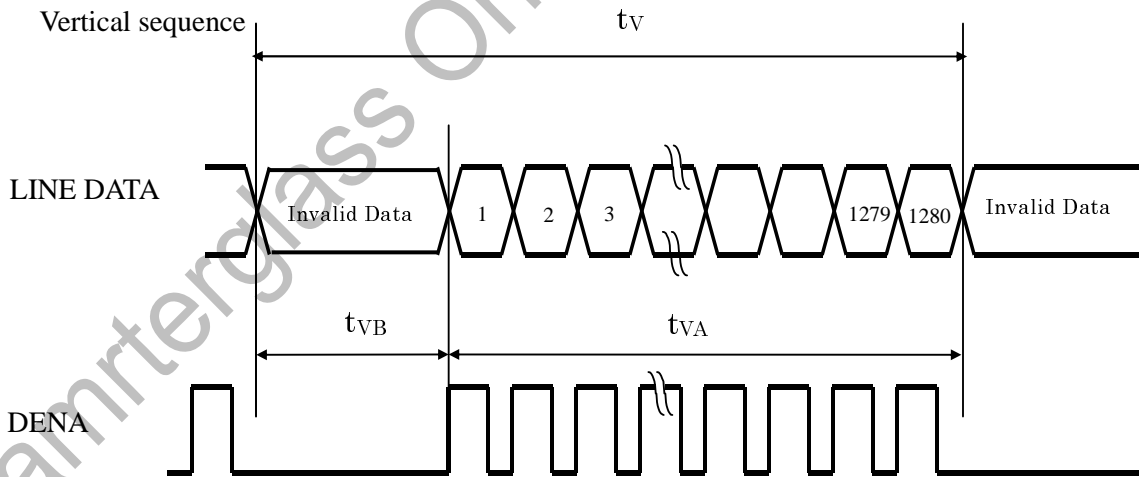 Vertical sequence
tV
LINE DATA
Invalid Data 1 2 3 1279 1280 Invalid Data
tVB tVA
DENA